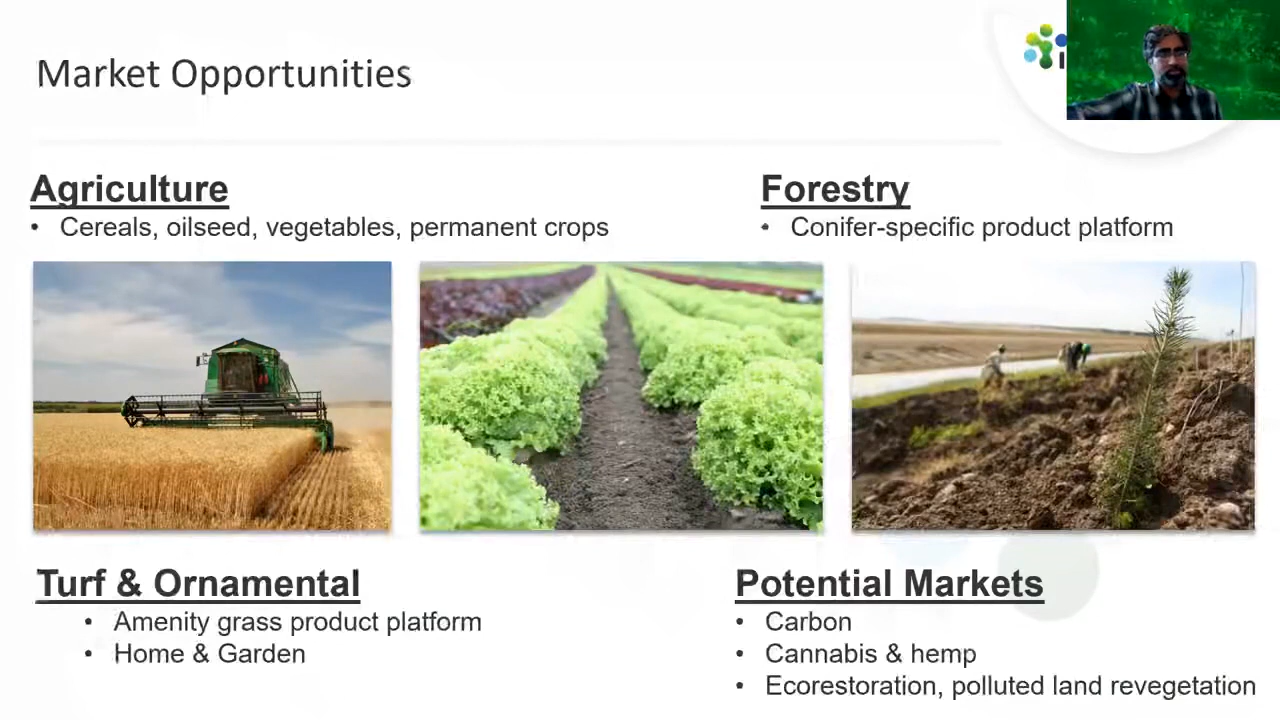 Market Opportunities
Agriculture
• Cereals, oilseed, vegetables, permanent crops
Forestry
• Conifer-specific product platform
Turf & Ornamental
• Amenity grass product platform
• Home & Garden
Potential Markets
• Carbon
• Cannabis & hemp
• Ecorestoration, polluted land revegetation